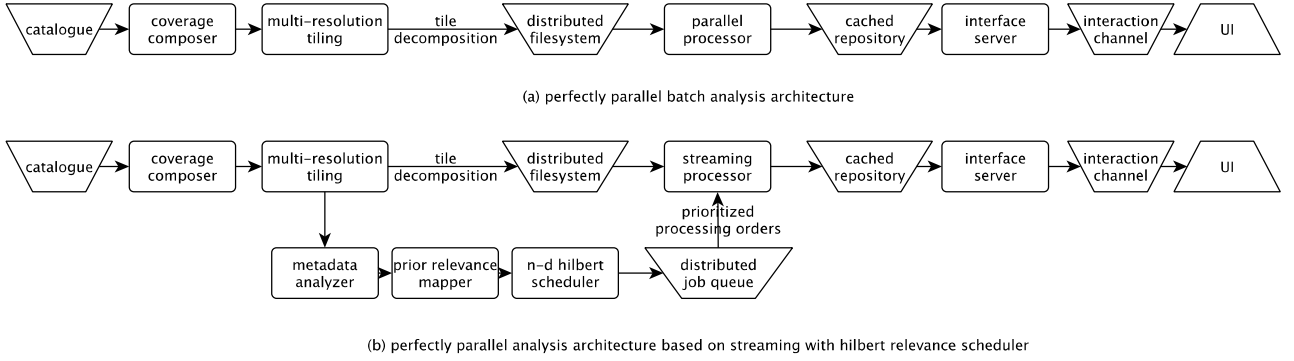 catalogue
coverage
composer
multi-resolution
tiling
tile
decomposition
distributed
filesystem
parallel
processor
cached
repository
interface
server
interaction
channel
UI
(a) perfectly parallel batch analysis architecture
catalogue
coverage
composer
multi-resolution
tiling
tile
decomposition
distributed
filesystem
streaming
processor
cached
repository
interface
server
interaction
channel
UI
prioritized
processing orders
metadata
analyzer
prior relevance
mapper
n-d hilbert
scheduler
distributed
job queue
(b) perfectly parallel analysis architecture based on streaming with hilbert relevance scheduler